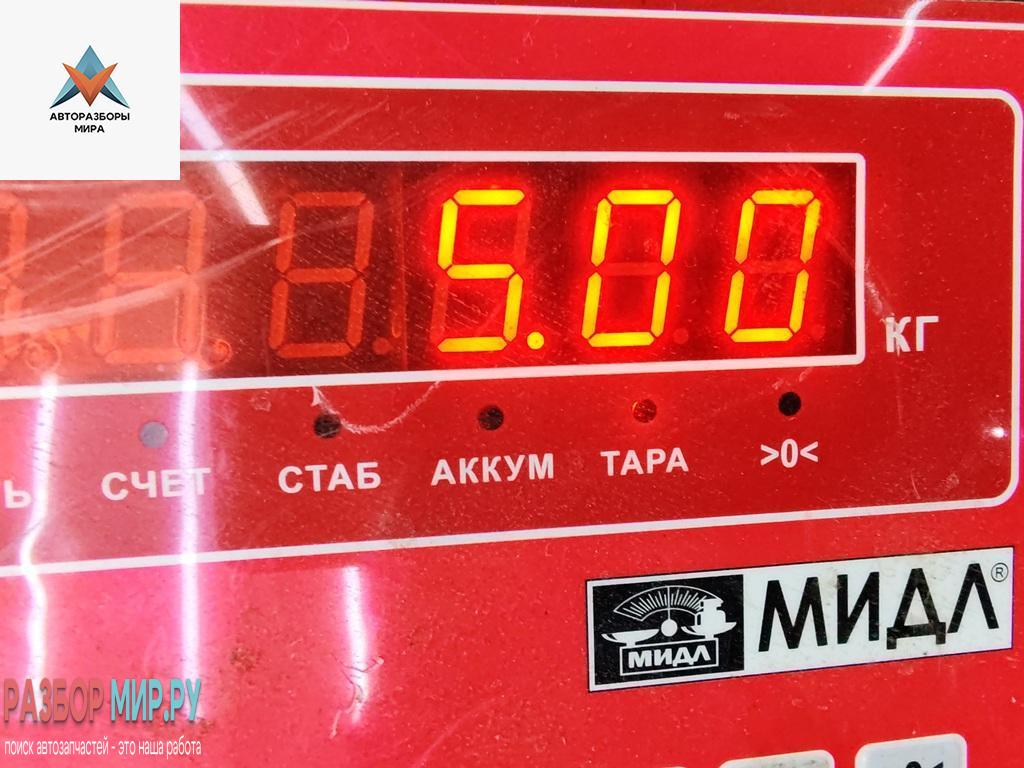 АВТОРАЗБОРЫ
МИРА
5.00
КГ
СЧЕТ СТАБ АККУМ ТАРА >0<
МИДЛ МИДЛ®
РАЗБОР МИР.РУ
поиск автозапчастей - это наша работа